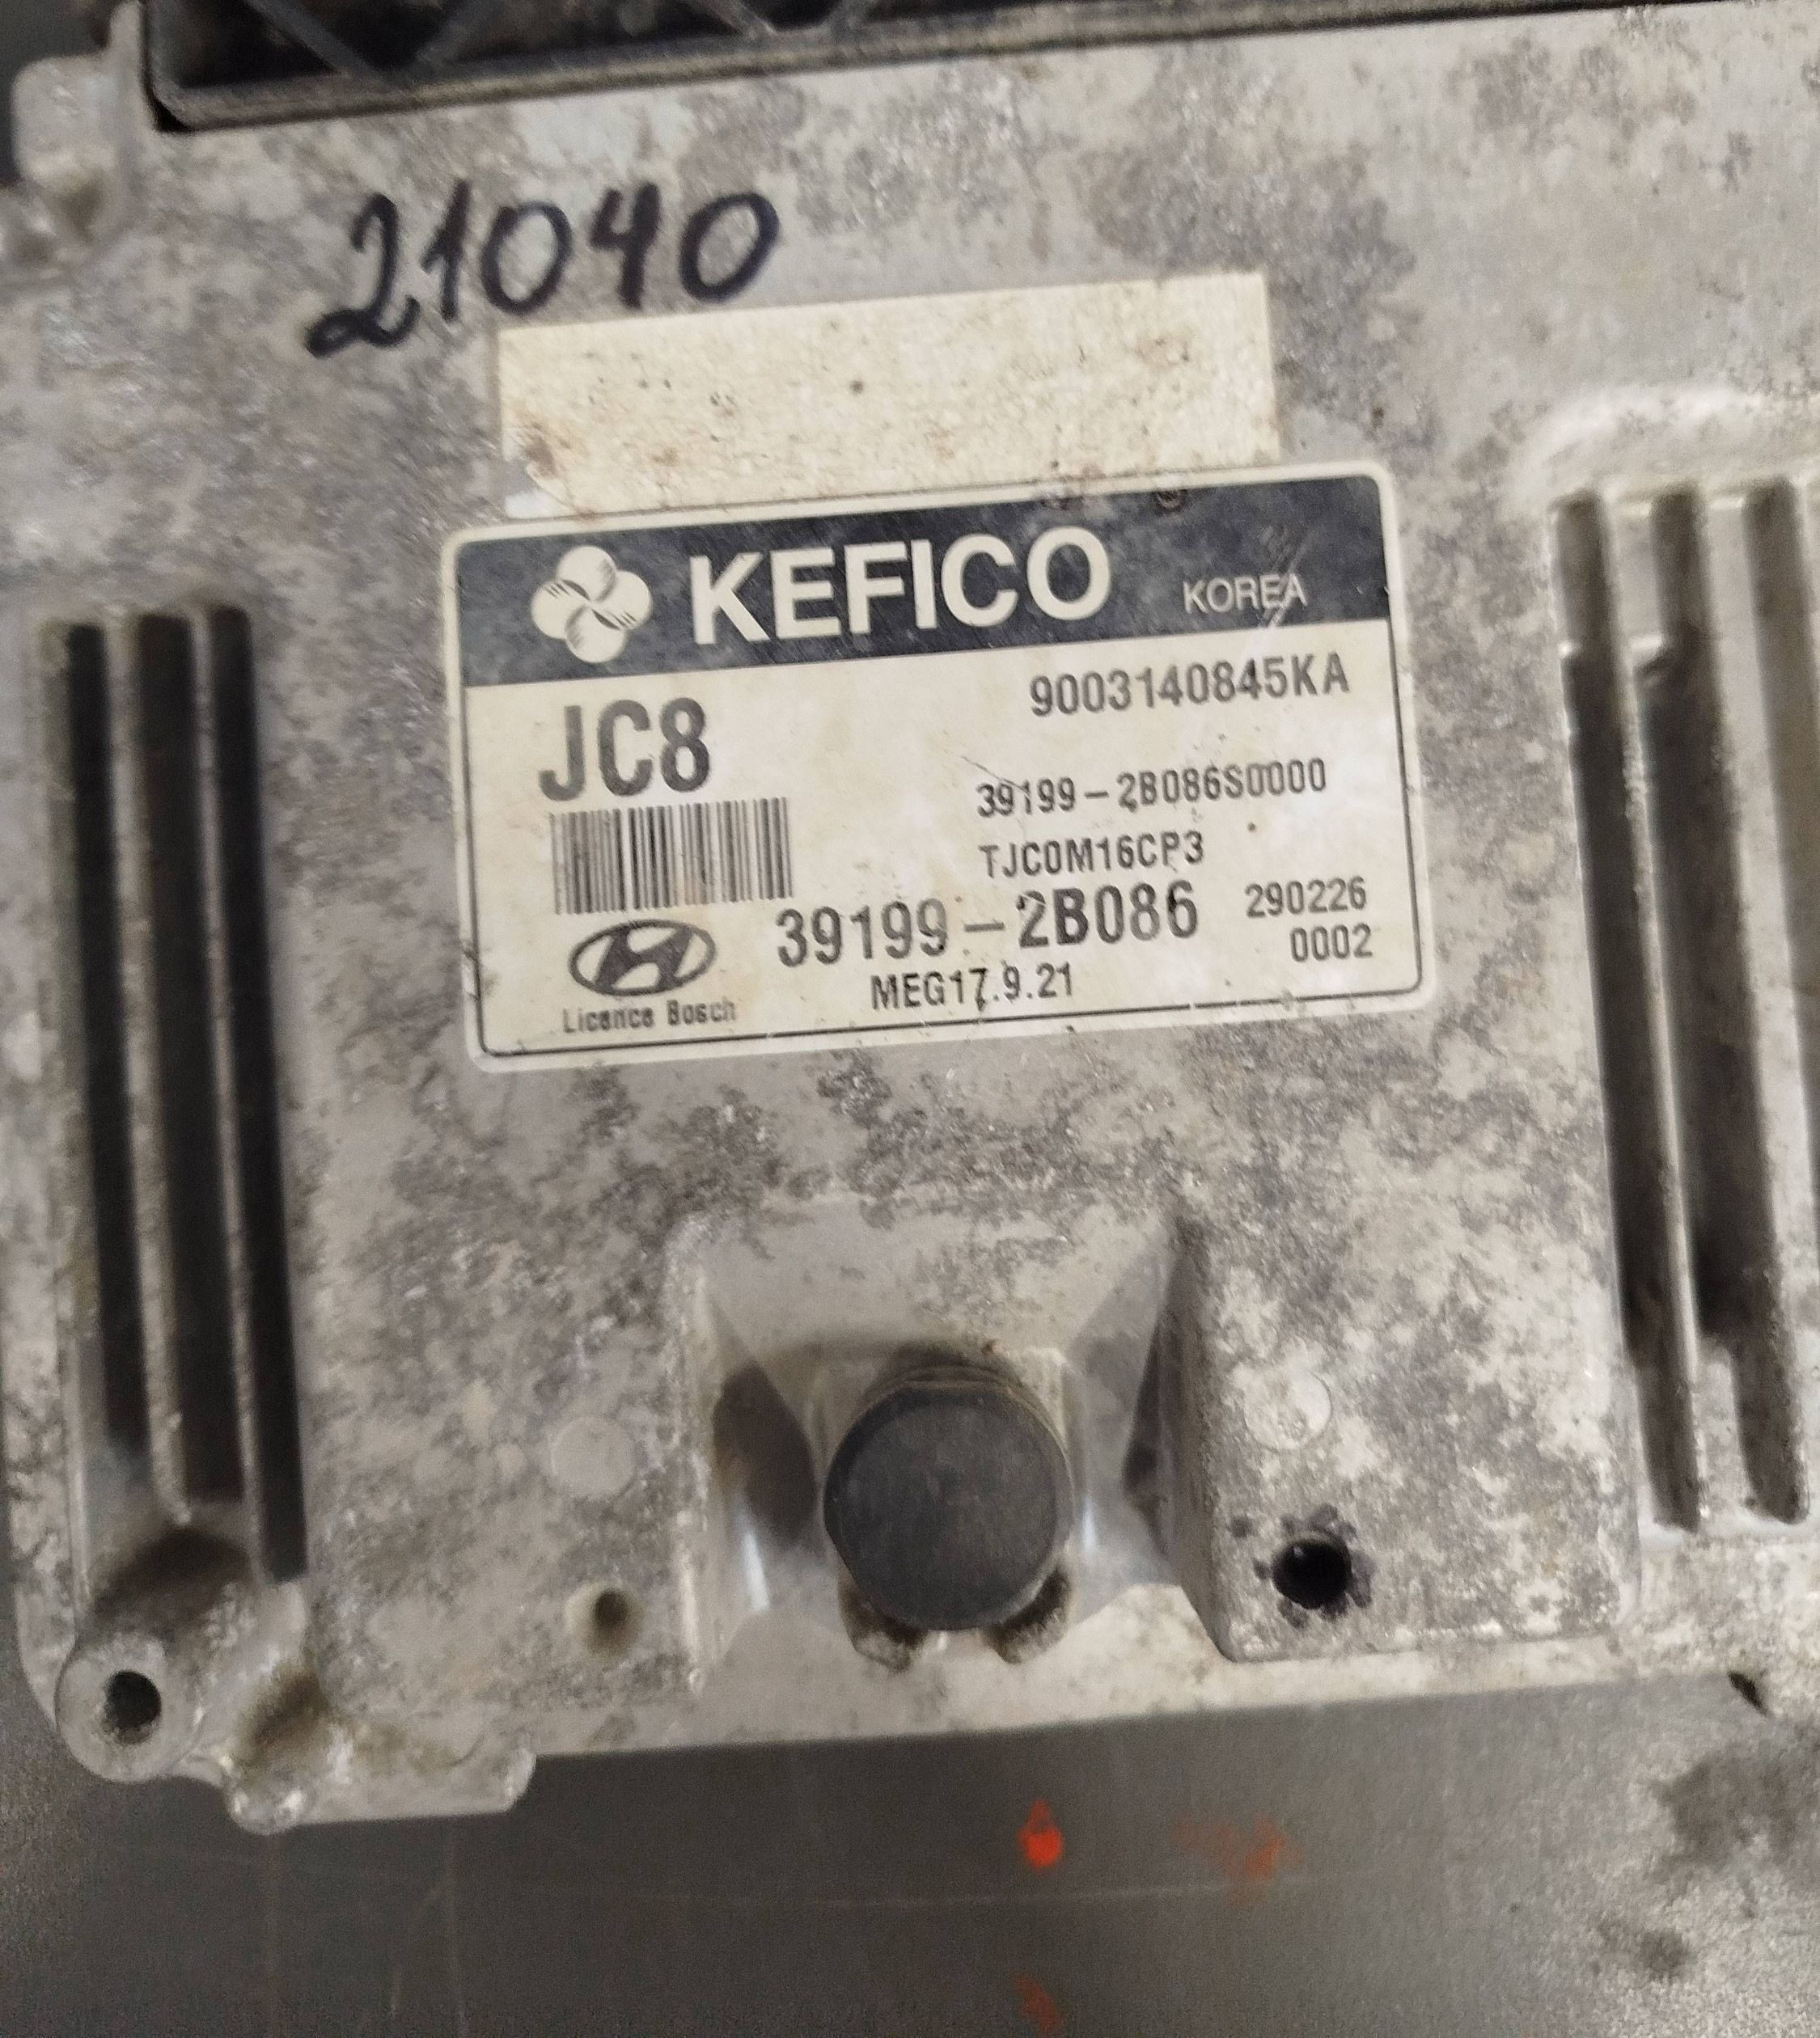 21040
KEFICO KOREA
JC8
9003140845KA
39199-2B086S0000
TJC0M16CP3
39199-2B086
290226
0002
MEG17.9.21
Licence Bosch